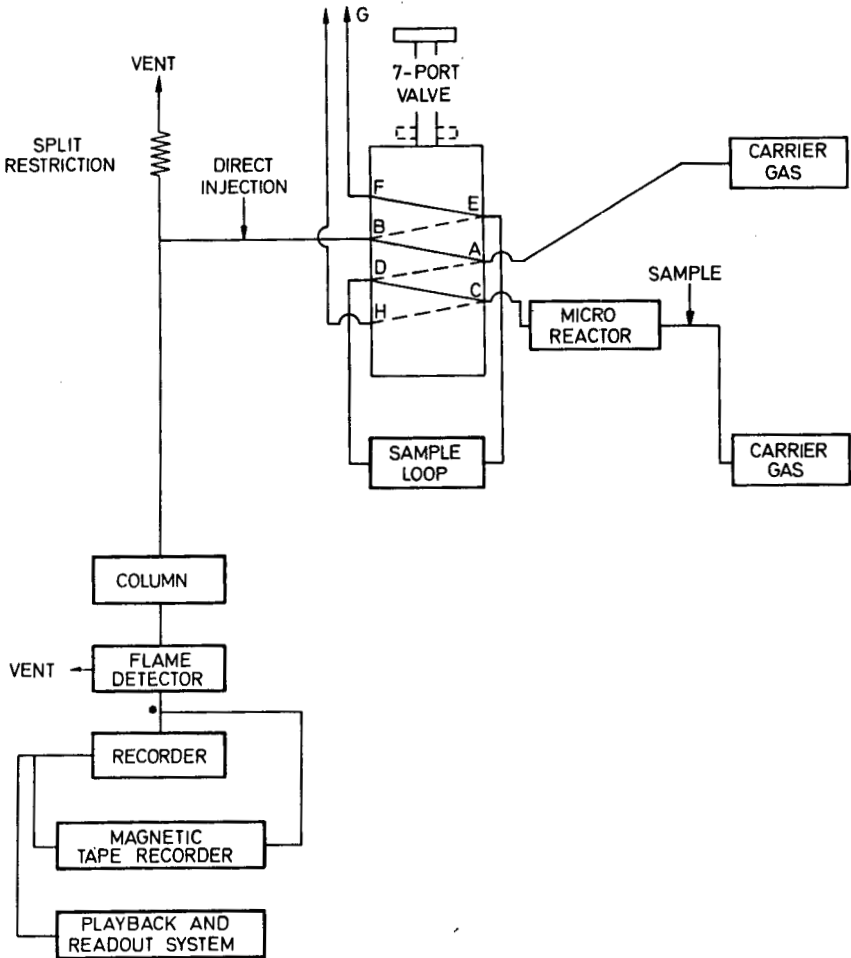 G
VENT
7-PORT
VALVE
SPLIT
RESTRICTION
DIRECT
INJECTION
CARRIER
GAS
F
E
B
A
D
C
H
SAMPLE
MICRO
REACTOR
SAMPLE
LOOP
CARRIER
GAS
COLUMN
VENT
FLAME
DETECTOR
RECORDER
MAGNETIC
TAPE RECORDER
PLAYBACK AND
READOUT SYSTEM